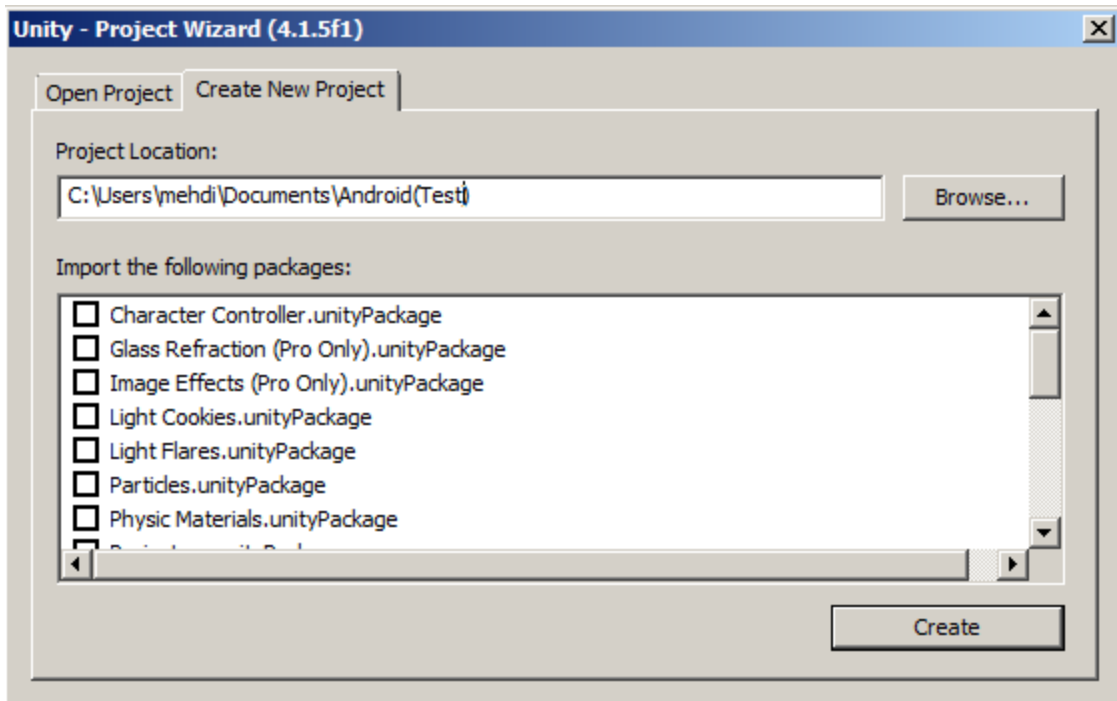 Unity - Project Wizard (4.1.5f1)
Open Project Create New Project
Project Location:
C:\Users\mehdi\Documents\Android(Test)
Browse...
Import the following packages:
Character Controller.unityPackage
Glass Refraction (Pro Only).unityPackage
Image Effects (Pro Only).unityPackage
Light Cookies.unityPackage
Light Flares.unityPackage
Particles.unityPackage
Physic Materials.unityPackage
Create